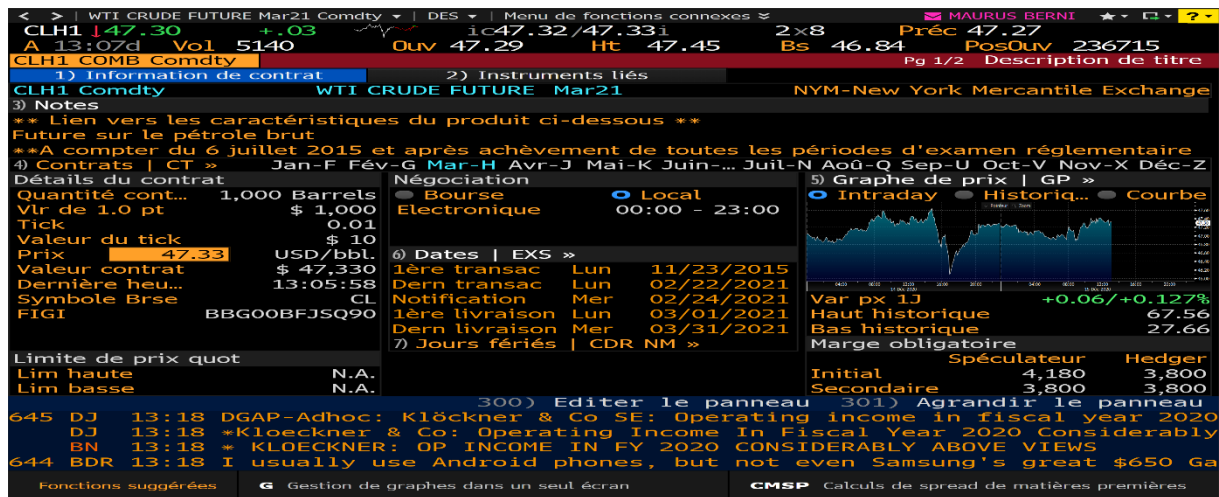 < > | WTI CRUDE FUTURE Mar21 Comdty ▾ | DES ▾ | Menu de fonctions connexes MAURUS BERNI ★ ▾ ? ▾
CLH1 ↓47.30 +.03 ic47.32/47.33i 2×8 Préc 47.27
A 13:07d Vol 5140 Ouv 47.29 Ht 47.45 Bs 46.84 PosOuv 236715
CLH1 COMB Comdty Pg 1/2 Description de titre
1) Information de contrat 2) Instruments liés
CLH1 Comdty WTI CRUDE FUTURE Mar21 NYM-New York Mercantile Exchange
3) Notes
** Lien vers les caractéristiques du produit ci-dessous **
Future sur le pétrole brut
**A compter du 6 juillet 2015 et après achèvement de toutes les périodes d'examen réglementaire
4) Contrats | CT » Jan-F Fév-G Mar-H Avr-J Mai-K Juin-... Juil-N Aoû-Q Sep-U Oct-V Nov-X Déc-Z
Détails du contrat Négociation 5) Graphe de prix | GP »
Quantité cont... 1,000 Barrels Bourse Local Intraday Historiq... Courbe
Vlr de 1.0 pt $ 1,000 Electronique 00:00 - 23:00
Tick 0.01
Valeur du tick $ 10
Prix 47.33 USD/bbl. 6) Dates | EXS »
Valeur contrat $ 47,330 1ère transac Lun 11/23/2015
Dernière heu... 13:05:58 Dern transac Lun 02/22/2021
Symbole Brse CL Notification Mer 02/24/2021 Var px 1J +0.06/+0.127%
FIGI BBG00BFJSQ90 1ère livraison Lun 03/01/2021 Haut historique 67.56
Dern livraison Mer 03/31/2021 Bas historique 27.66
7) Jours fériés | CDR NM » Marge obligatoire
Limite de prix quot Spéculateur Hedger
Lim haute N.A. Initial 4,180 3,800
Lim basse N.A. Secondaire 3,800 3,800
300) Editer le panneau 301) Agrandir le panneau
645 DJ 13:18 DGAP-Adhoc: Klöckner & Co SE: Operating income in fiscal year 2020
DJ 13:18 *Kloeckner & Co: Operating Income In Fiscal Year 2020 Considerably
BN 13:18 * KLOECKNER: OP INCOME IN FY 2020 CONSIDERABLY ABOVE VIEWS
644 BDR 13:18 I usually use Android phones, but not even Samsung's great $650 Ga
Fonctions suggérées G Gestion de graphes dans un seul écran CMSP Calculs de spread de matières premières